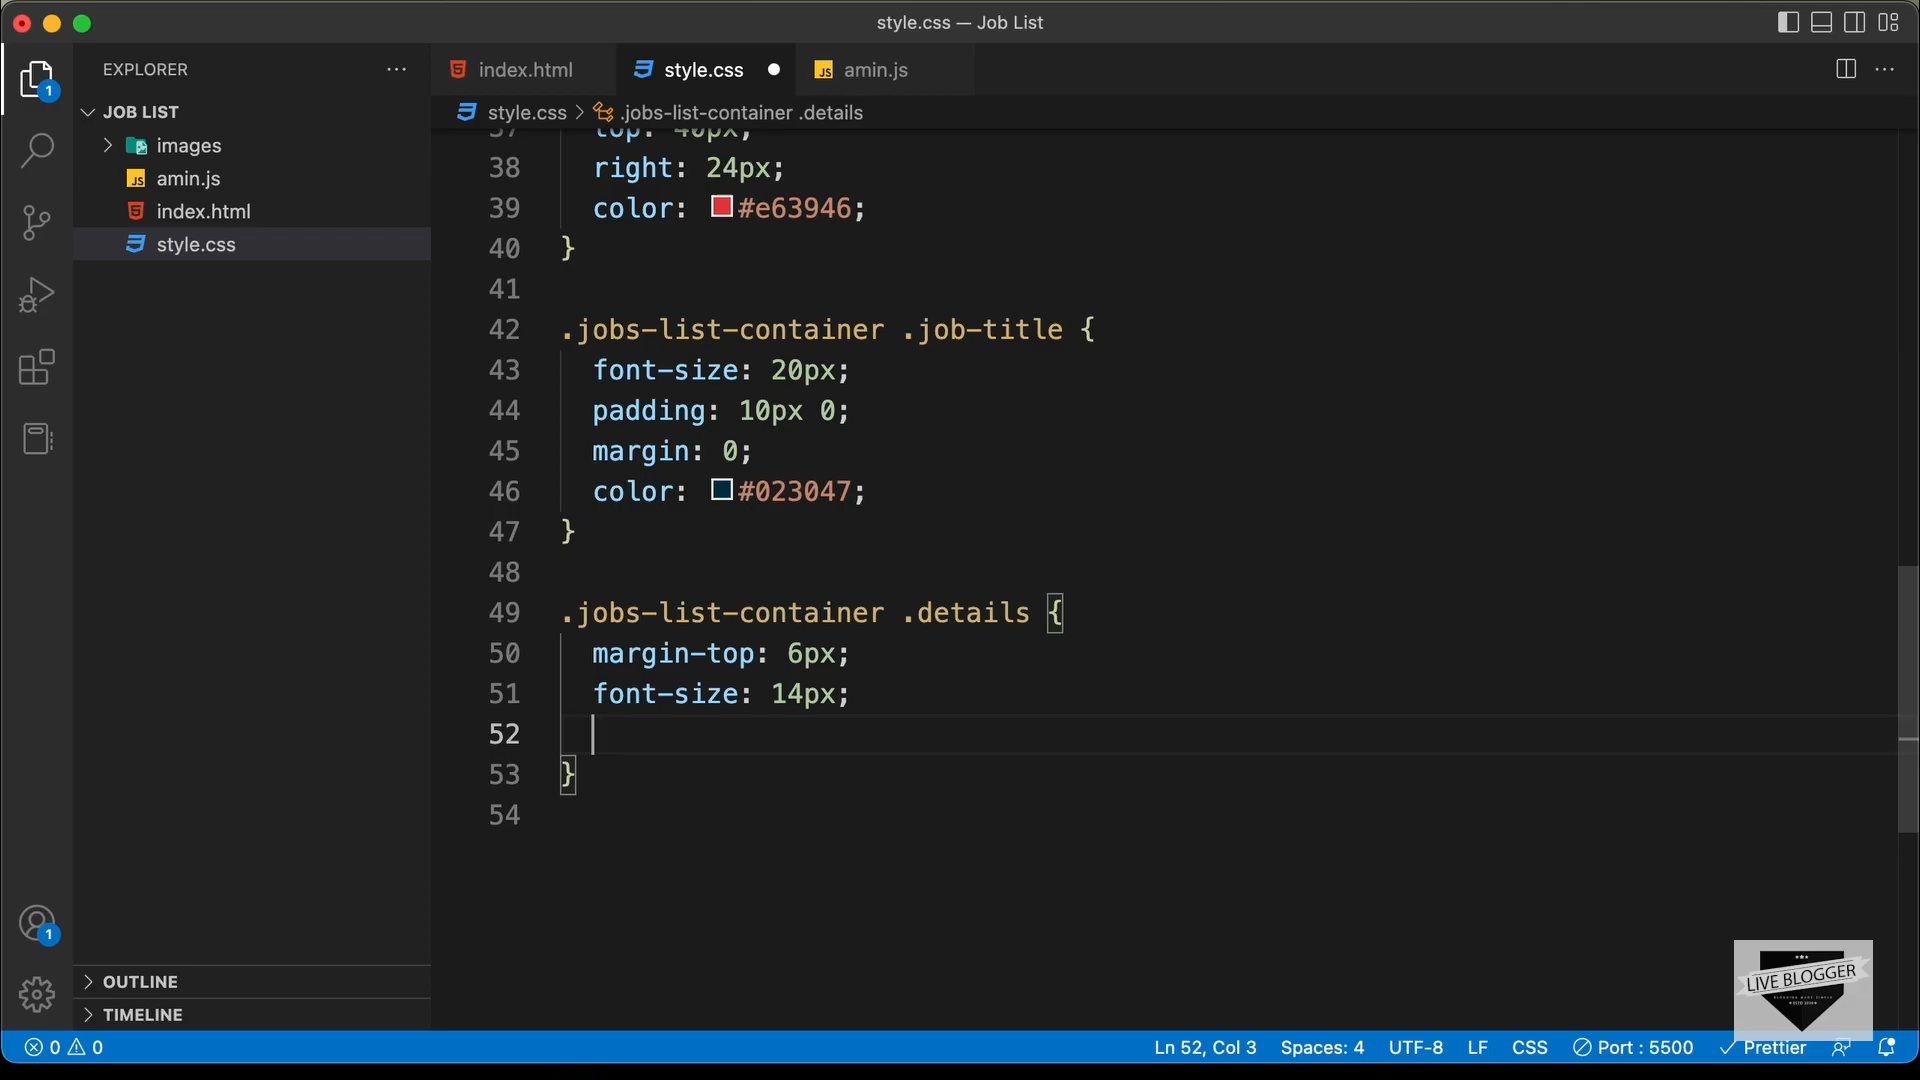 style.css — Job List
EXPLORER
index.html
style.css
amin.js
1
JOB LIST
style.css > .jobs-list-container .details
images
amin.js
index.html
style.css
37 top: 40px;
38 right: 24px;
39 color: #e63946;
40 }
41
42 .jobs-list-container .job-title {
43 font-size: 20px;
44 padding: 10px 0;
45 margin: 0;
46 color: #023047;
47 }
48
49 .jobs-list-container .details {
50 margin-top: 6px;
51 font-size: 14px;
52
53 }
54
1
OUTLINE
TIMELINE
LIVE BLOGGER
0 0
Ln 52, Col 3 Spaces: 4 UTF-8 LF CSS Port : 5500 Prettier